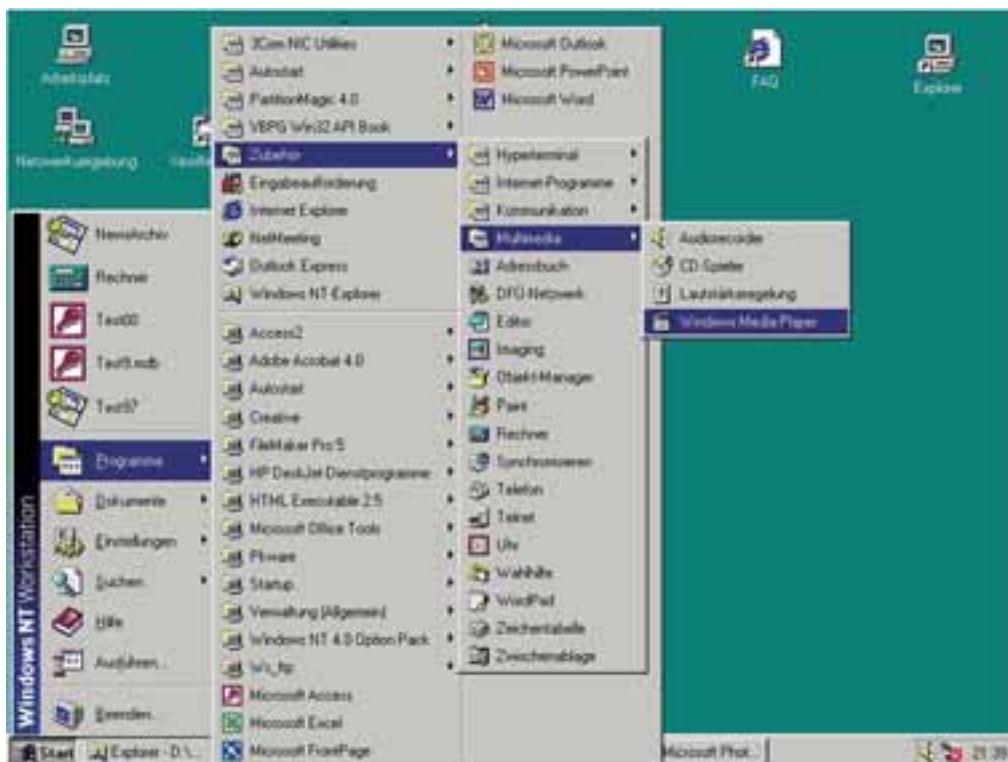 Arbeitsplatz
Netzwerkumgebung
FAQ
Explorer
NewsArchiv
Rechner
Test00
Test9.mdb
Test97
Programme
Dokumente
Einstellungen
Suchen
Hilfe
Ausführen...
Beenden...
Windows NT Workstation
3Com NIC Utilities
Autostart
PartitionMagic 4.0
VBPG Win32 API Book
Zubehör
Eingabeaufforderung
Internet Explorer
NetMeeting
Outlook Express
Windows NT-Explorer
Access2
Adobe Acrobat 4.0
Autostart
Creative
FileMaker Pro 5
HP DeskJet Dienstprogramme
HTML Executable 2.5
Microsoft Office Tools
Pkware
Startup
Verwaltung (Allgemein)
Windows NT 4.0 Option Pack
Ws_ftp
Microsoft Access
Microsoft Excel
Microsoft FrontPage
Microsoft Outlook
Microsoft PowerPoint
Microsoft Word
Hyperterminal
Internet-Programme
Kommunikation
Multimedia
Adressbuch
DFÜ-Netzwerk
Editor
Imaging
Objekt-Manager
Paint
Rechner
Synchronisieren
Telefon
Telnet
Uhr
Wahlhilfe
WordPad
Zeichentabelle
Zwischenablage
Audiorecorder
CD-Spieler
Lautstärkeregelung
Windows Media Player
Start
Explorer - D:\...
Microsoft Phot...